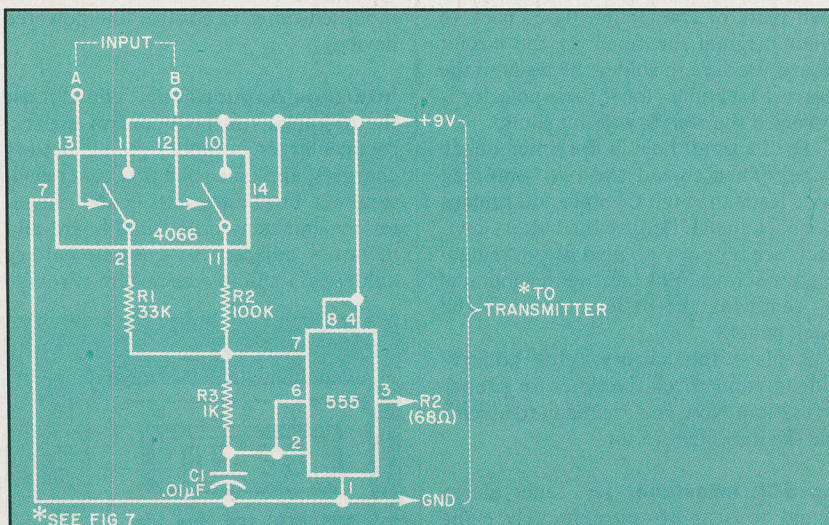 INPUT
A B
13 1 12 10
7 14
4066
2 11
R1
33K
R2
100K
+9V
* TO
TRANSMITTER
8 4
7
R3
1K
6
555
3
R2
(68Ω)
2
C1
.01µF
1
GND
*SEE FIG 7